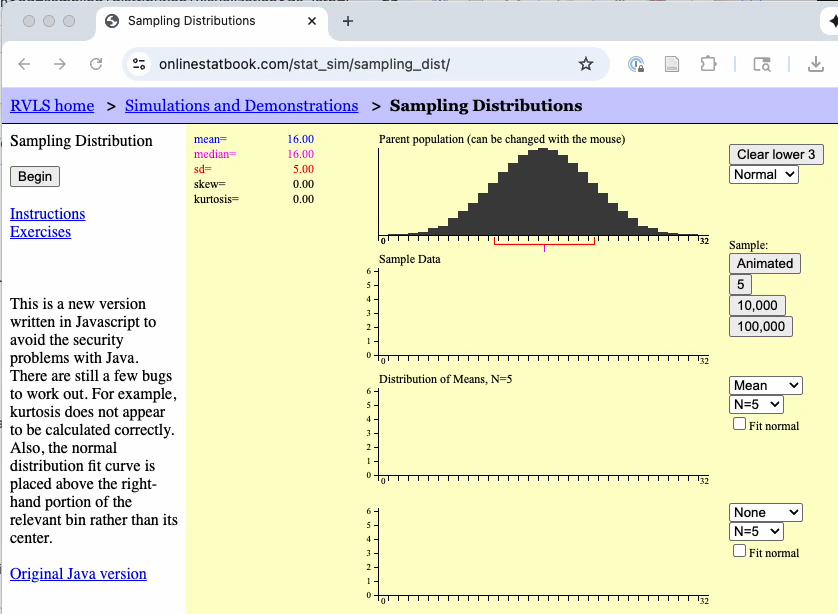 Sampling Distributions
onlinestatbook.com/stat_sim/sampling_dist/
RVLS home > Simulations and Demonstrations > Sampling Distributions
Sampling Distribution
Begin
Instructions
Exercises
This is a new version
written in Javascript to
avoid the security
problems with Java.
There are still a few bugs
to work out. For example,
kurtosis does not appear
to be calculated correctly.
Also, the normal
distribution fit curve is
placed above the right-
hand portion of the
relevant bin rather than its
center.
Original Java version
mean= 16.00
median= 16.00
sd= 5.00
skew= 0.00
kurtosis= 0.00
Parent population (can be changed with the mouse)
0 32
Sample Data
6
5
4
3
2
1
0
0 32
Distribution of Means, N=5
6
5
4
3
2
1
0
0 32
6
5
4
3
2
1
0
0 32
Clear lower 3
Normal
Sample:
Animated
5
10,000
100,000
Mean
N=5
Fit normal
None
N=5
Fit normal